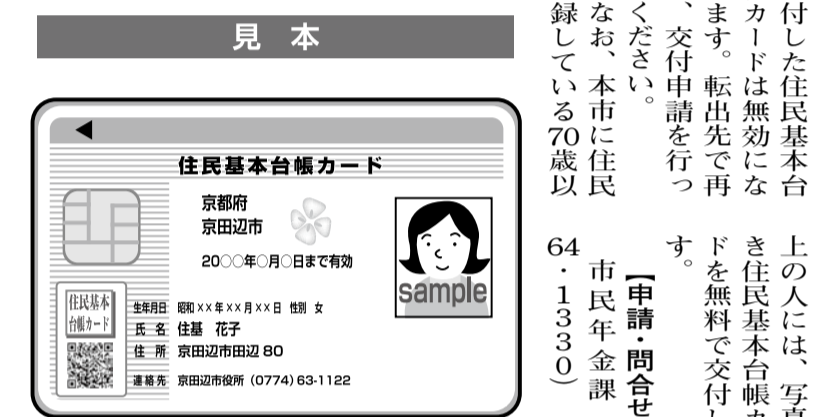 見本
住民基本台帳カード
京都府
京田辺市
20○○年○月○日まで有効
sample
住民基本
台帳カード
生年月日 昭和××年××月××日 性別 女
氏名 住基 花子
住所 京田辺市田辺 80
連絡先 京田辺市役所 (0774) 63-1122
付した住民基本台
カードは無効にな
ます。転出先で再
、交付申請を行っ
ください。
なお、本市に住民
録している70歳以
上の人には、写真
き住民基本台帳カ
ドを無料で交付し
す。
【申請・問合せ
市民年金課
64・1330）